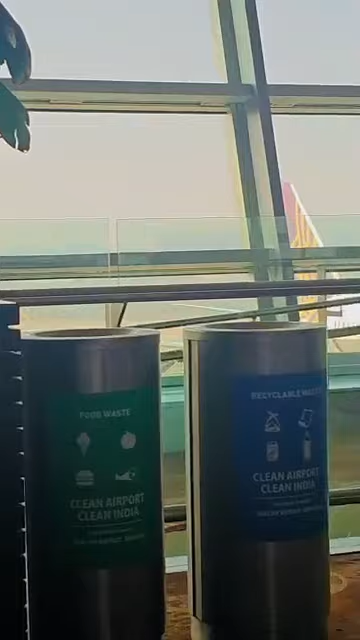 FOOD WASTE
CLEAN AIRPORT
CLEAN INDIA
RECYCLABLE WASTE
CLEAN AIRPORT
CLEAN INDIA